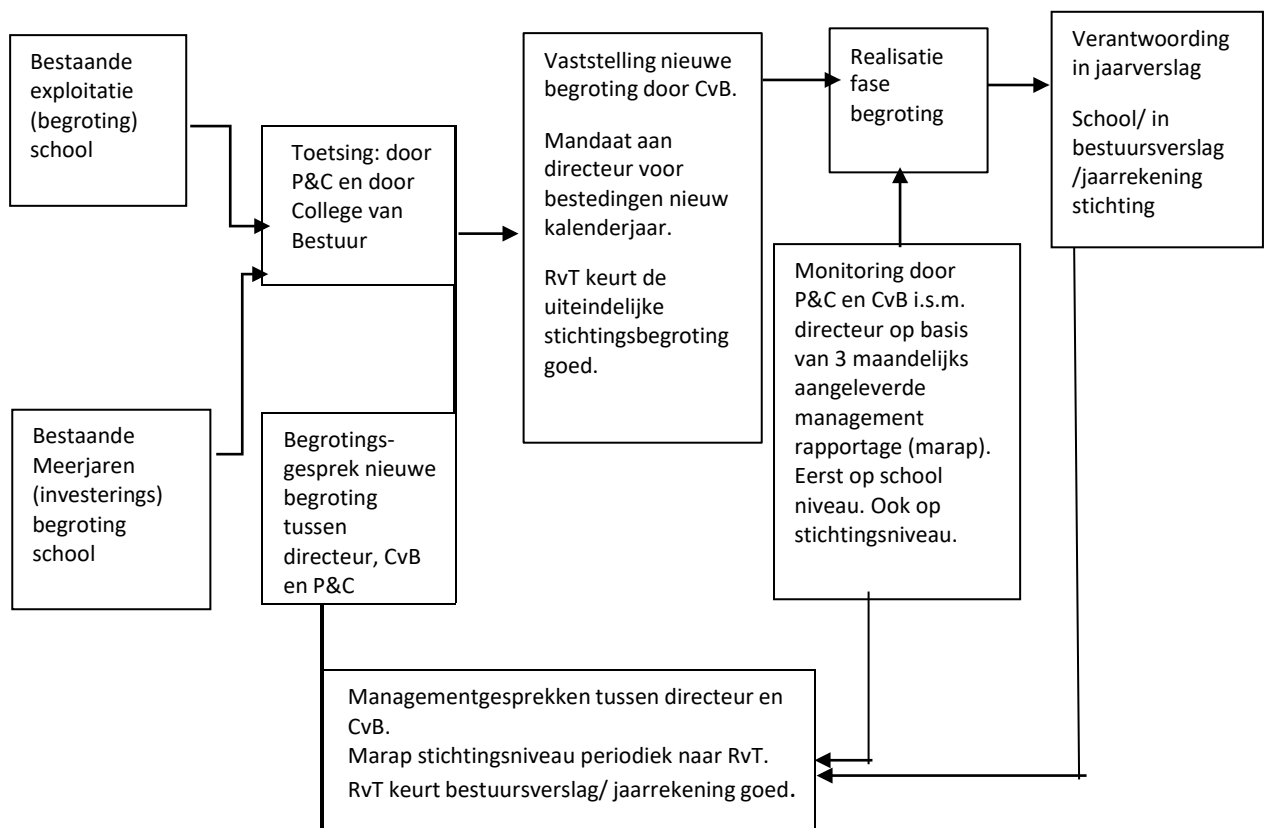 Bestaande
exploitatie
(begroting)
school
Bestaande
Meerjaren
(investerings)
begroting
school
Toetsing: door
P&C en door
College van
Bestuur
Begrotings-
gesprek nieuwe
begroting
tussen
directeur, CvB
en P&C
Vaststelling nieuwe
begroting door CvB.
Mandaat aan
directeur voor
bestedingen nieuw
kalenderjaar.
RvT keurt de
uiteindelijke
stichtingsbegroting
goed.
Realisatie
fase
begroting
Monitoring door
P&C en CvB i.s.m.
directeur op basis
van 3 maandelijks
aangeleverde
management
rapportage (marap).
Eerst op school
niveau. Ook op
stichtingsniveau.
Verantwoording
in jaarverslag
School/ in
bestuursverslag
/jaarrekening
stichting
Managementgesprekken tussen directeur en
CvB.
Marap stichtingsniveau periodiek naar RvT.
RvT keurt bestuursverslag/ jaarrekening goed.